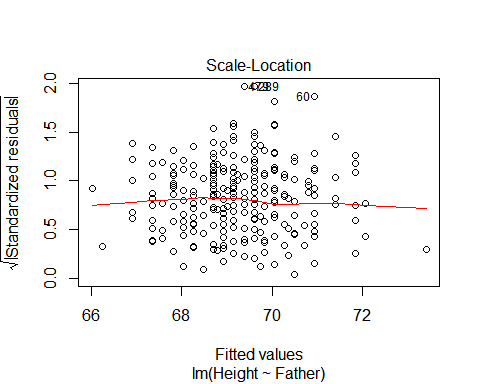 Scale-Location
√|Standardized residuals|
2.0
1.5
1.0
0.5
0.0
60
66
68
70
72
Fitted values
lm(Height ~ Father)